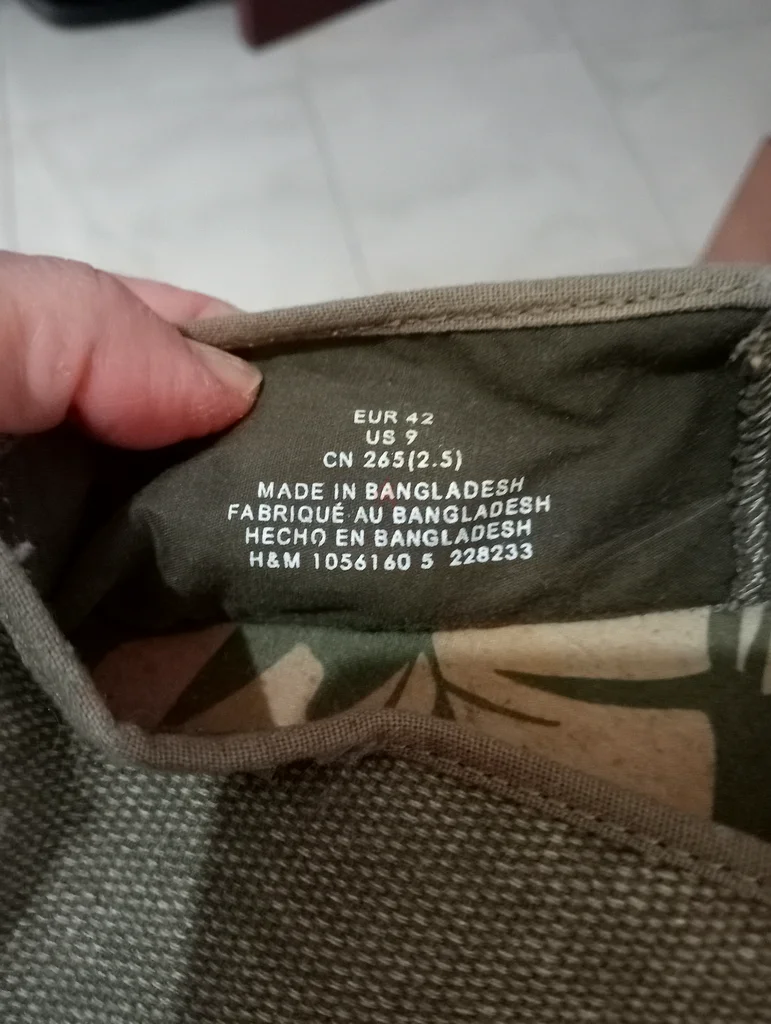 EUR 42
US 9
CN 265(2.5)
MADE IN BANGLADESH
FABRIQUÉ AU BANGLADESH
HECHO EN BANGLADESH
H&M 1056160 5 228233